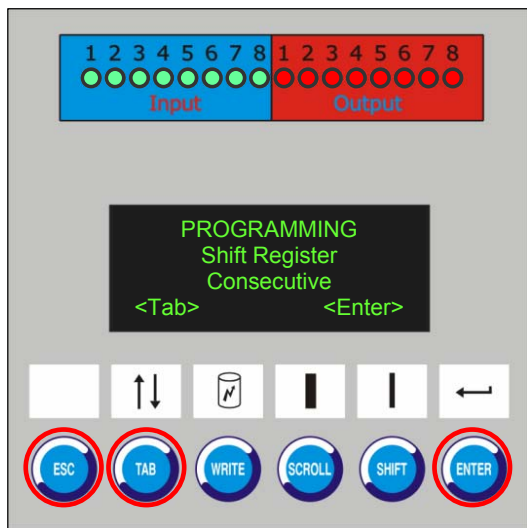 1 2 3 4 5 6 7 8 1 2 3 4 5 6 7 8
Input Output
PROGRAMMING
Shift Register
Consecutive
<Tab> <Enter>
ESC TAB WRITE SCROLL SHIFT ENTER